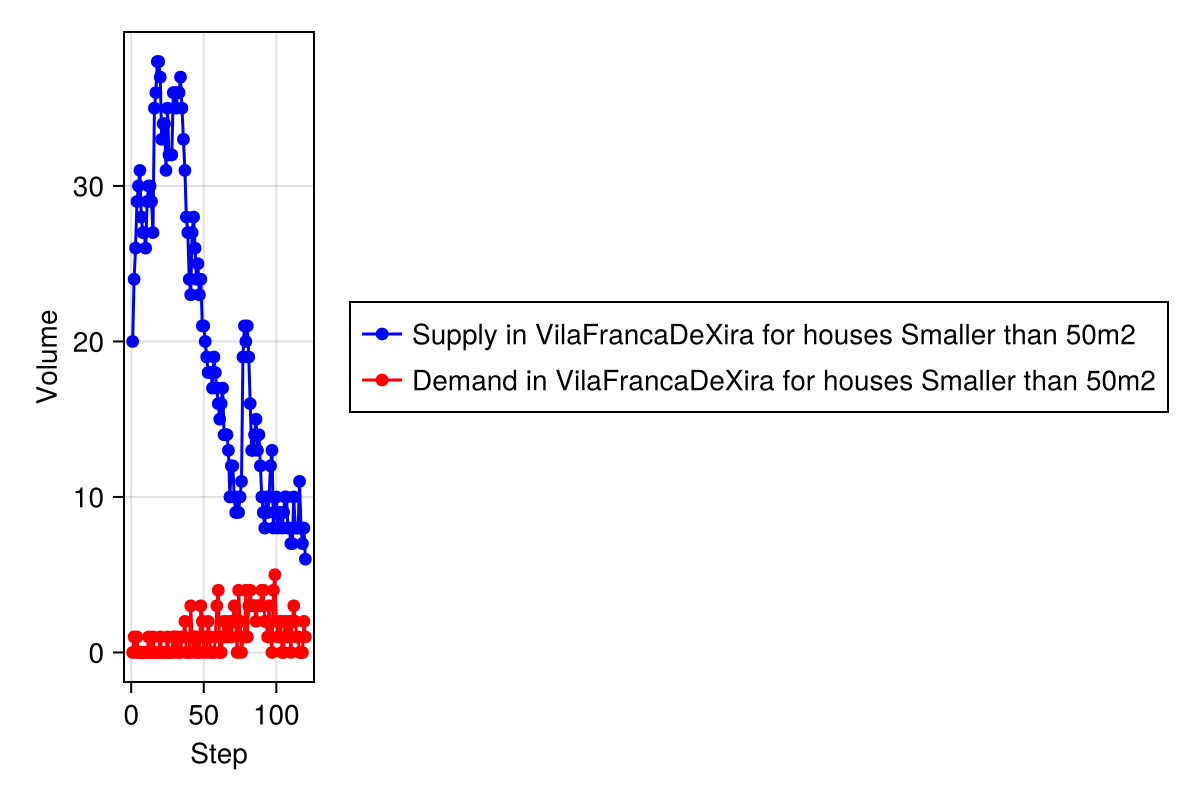 Volume
30
20
10
0
0 50 100
Step
Supply in VilaFrancaDeXira for houses Smaller than 50m2
Demand in VilaFrancaDeXira for houses Smaller than 50m2